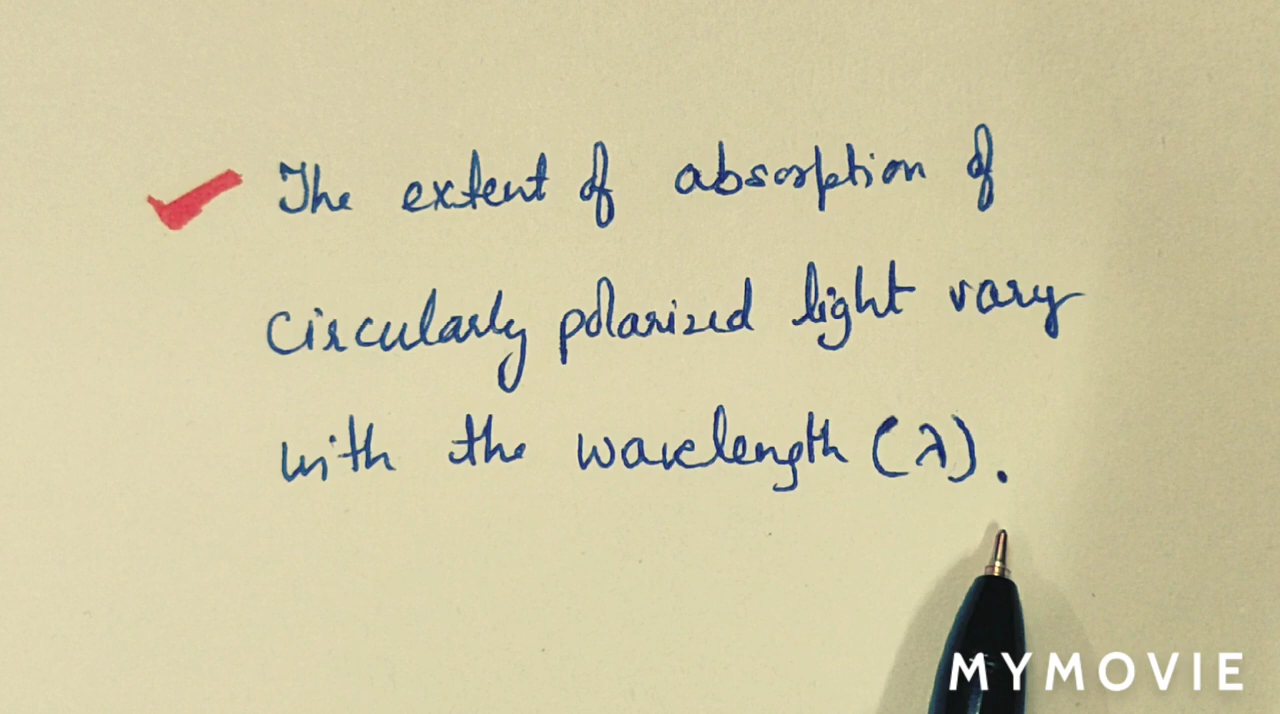 The extent of absorption of
circularly polarized light vary
with the wavelength (λ).
MYMOVIE